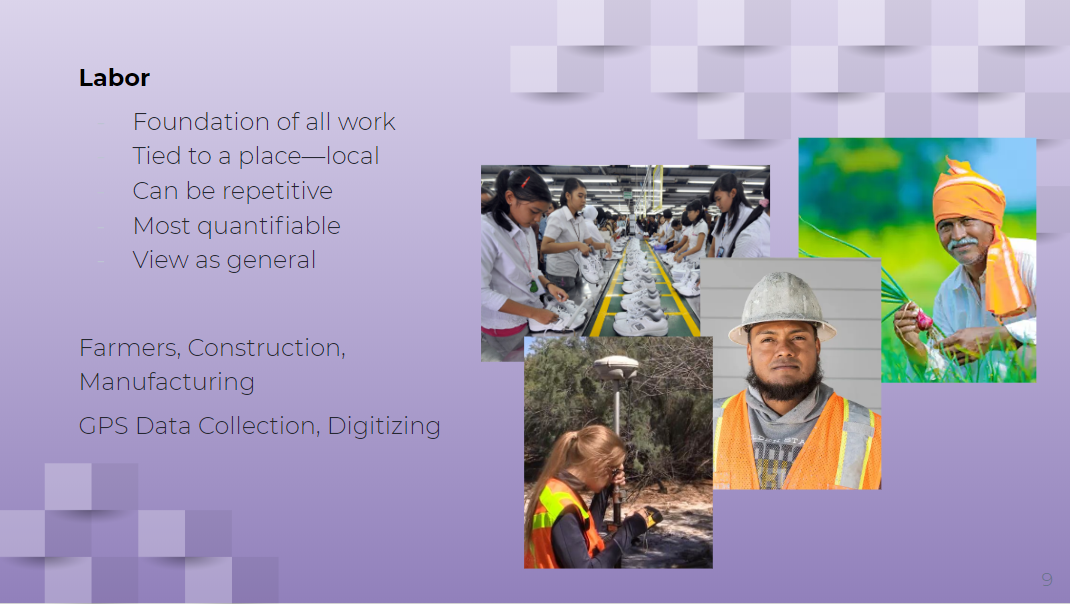 Labor
Foundation of all work
Tied to a place—local
Can be repetitive
Most quantifiable
View as general
Farmers, Construction,
Manufacturing
GPS Data Collection, Digitizing
9